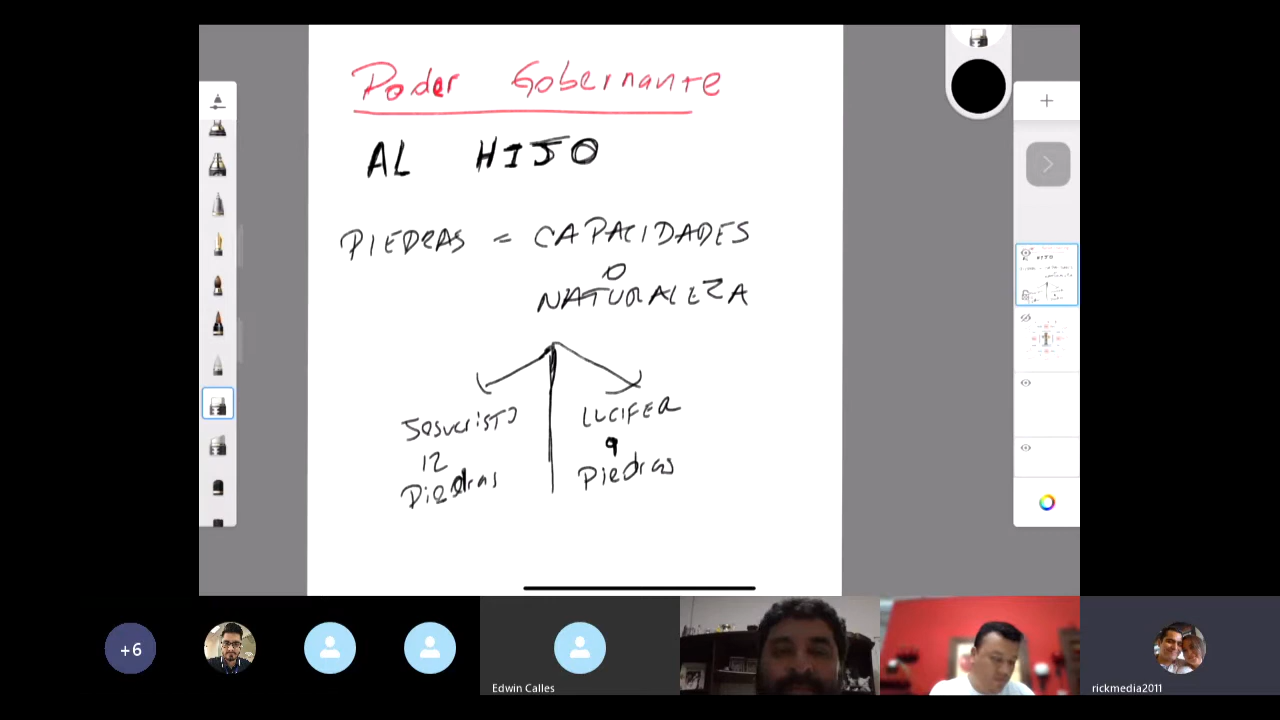 Poder Gobernante
AL HIJO
PIEDRAS = CAPACIDADES
O
NATURALEZA
Jesucristo
12
Piedras
LUCIFER
9
Piedras
+6
Edwin Calles
rickmedia2011